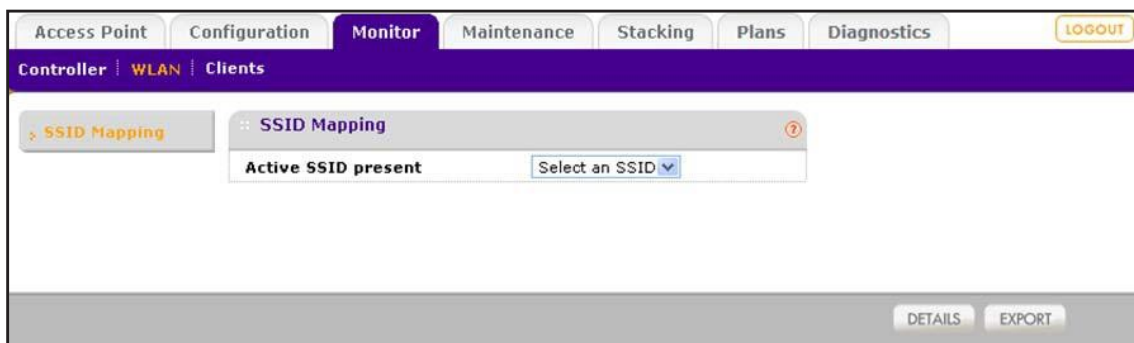 Access Point Configuration Monitor Maintenance Stacking Plans Diagnostics LOGOUT
Controller WLAN Clients
SSID Mapping
SSID Mapping ?
Active SSID present Select an SSID
DETAILS EXPORT